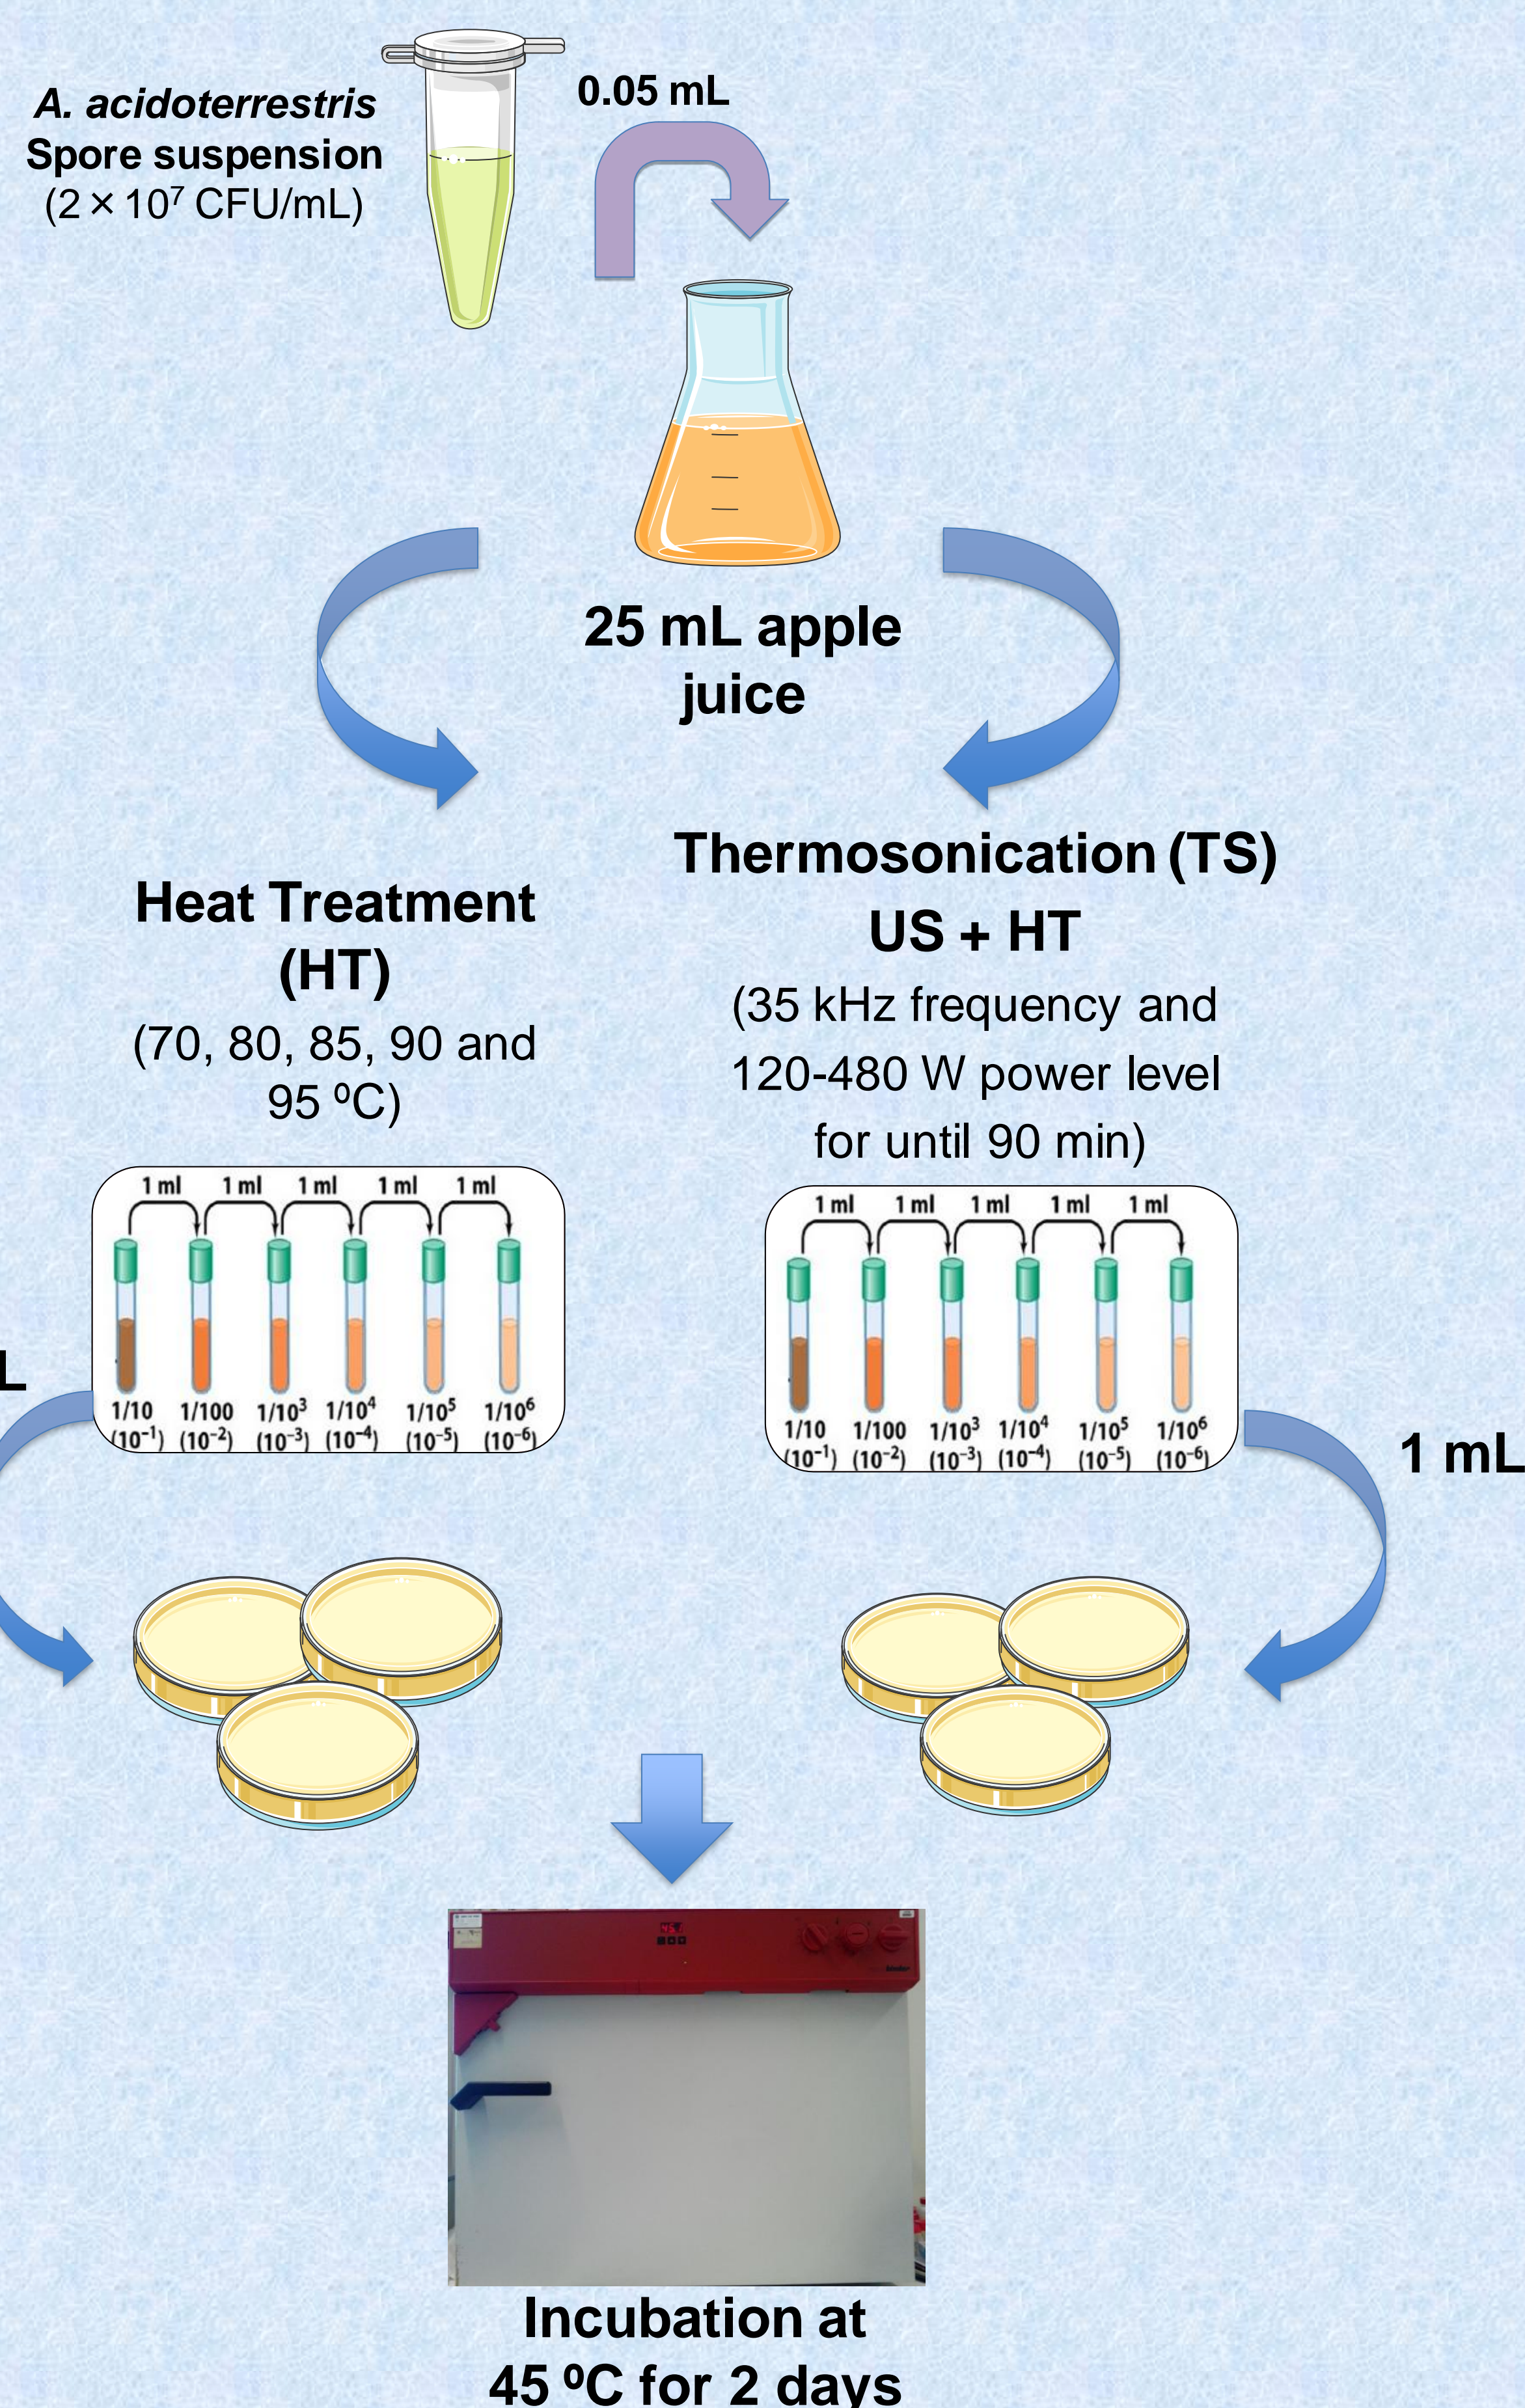 A. acidoterrestris
Spore suspension
(2 × 10⁷ CFU/mL)
0.05 mL
25 mL apple
juice
Heat Treatment
(HT)
(70, 80, 85, 90 and
95 ºC)
Thermosonication (TS)
US + HT
(35 kHz frequency and
120-480 W power level
for until 90 min)
1 ml 1 ml 1 ml 1 ml 1 ml
1/10 1/100 1/10³ 1/10⁴ 1/10⁵ 1/10⁶
(10⁻¹) (10⁻²) (10⁻³) (10⁻⁴) (10⁻⁵) (10⁻⁶)
L
1 ml 1 ml 1 ml 1 ml 1 ml
1/10 1/100 1/10³ 1/10⁴ 1/10⁵ 1/10⁶
(10⁻¹) (10⁻²) (10⁻³) (10⁻⁴) (10⁻⁵) (10⁻⁶)
1 mL
Incubation at
45 ºC for 2 days